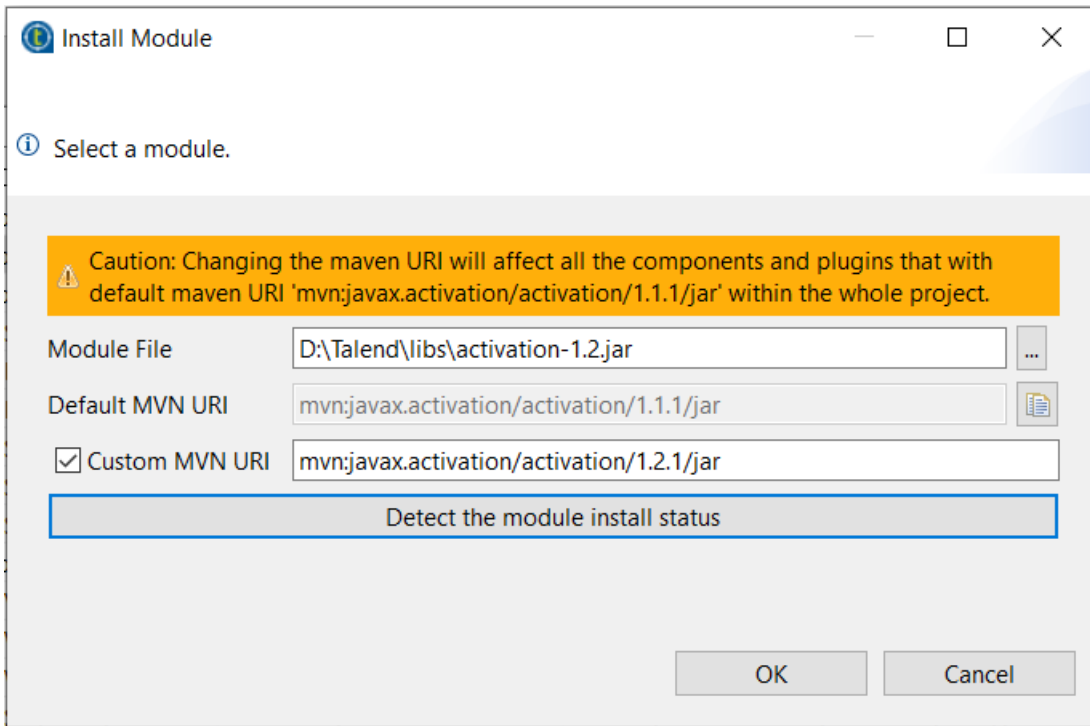 Install Module
Select a module.
Caution: Changing the maven URI will affect all the components and plugins that with
default maven URI 'mvn:javax.activation/activation/1.1.1/jar' within the whole project.
Module File D:\Talend\libs\activation-1.2.jar ...
Default MVN URI mvn:javax.activation/activation/1.1.1/jar
Custom MVN URI mvn:javax.activation/activation/1.2.1/jar
Detect the module install status
OK Cancel